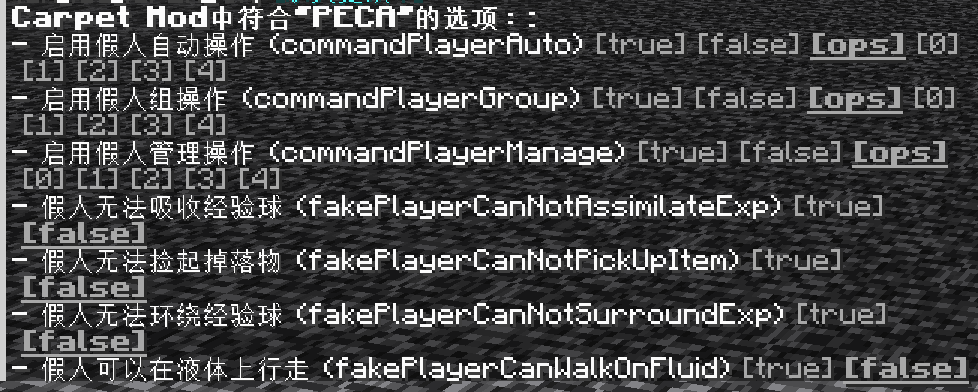 Carpet Mod中符合"PECA"的选项：:
- 启用假人自动操作 (commandPlayerAuto) [true] [false] [ops] [0]
[1] [2] [3] [4]
- 启用假人组操作 (commandPlayerGroup) [true] [false] [ops] [0]
[1] [2] [3] [4]
- 启用假人管理操作 (commandPlayerManage) [true] [false] [ops]
[0] [1] [2] [3] [4]
- 假人无法吸收经验球 (fakePlayerCanNotAssimilateExp) [true]
[false]
- 假人无法捡起掉落物 (fakePlayerCanNotPickUpItem) [true]
[false]
- 假人无法环绕经验球 (fakePlayerCanNotSurroundExp) [true]
[false]
- 假人可以在液体上行走 (fakePlayerCanWalkOnFluid) [true] [false]